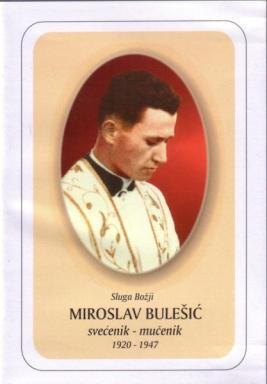 Sluga Božji
MIROSLAV BULEŠIĆ
svećenik - mučenik
1920 - 1947